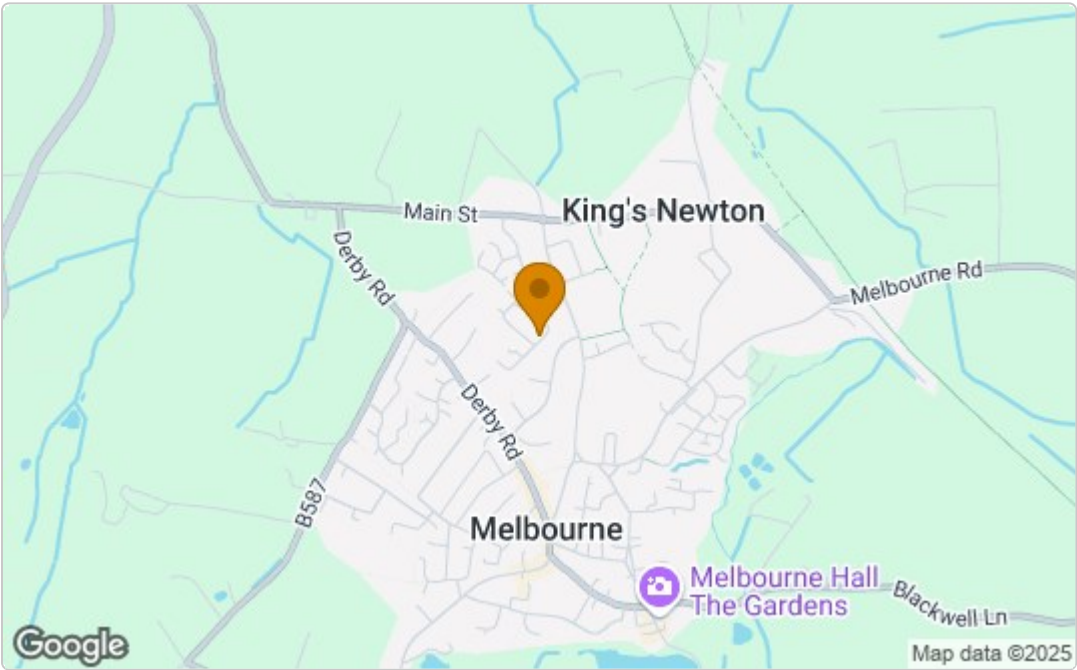 Main St
King's Newton
Derby Rd
Melbourne Rd
Derby Rd
B587
Melbourne
Melbourne Hall
The Gardens
Blackwell Ln
Google
Map data ©2025